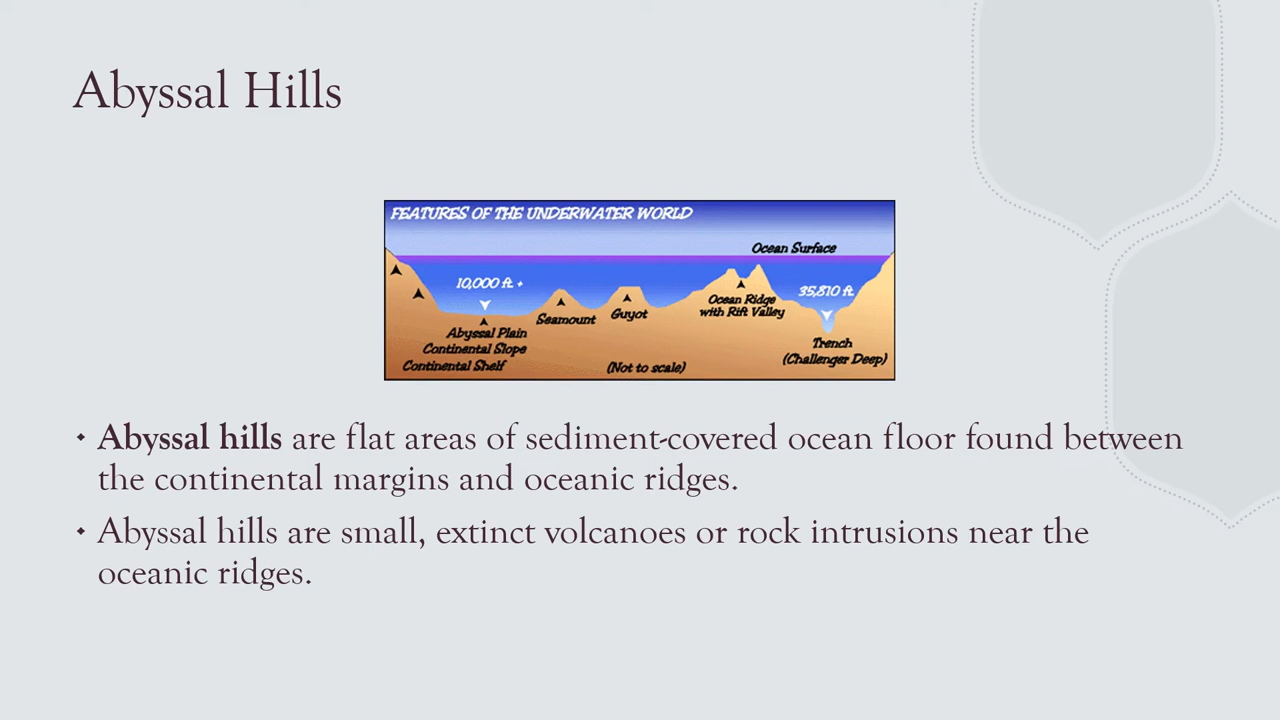 Abyssal Hills
FEATURES OF THE UNDERWATER WORLD
Ocean Surface
10,000 ft. +
35,810 ft.
Seamount
Guyot
Ocean Ridge
with Rift Valley
Abyssal Plain
Continental Slope
Continental Shelf
(Not to scale)
Trench
(Challenger Deep)
• Abyssal hills are flat areas of sediment-covered ocean floor found between
the continental margins and oceanic ridges.
• Abyssal hills are small, extinct volcanoes or rock intrusions near the
oceanic ridges.